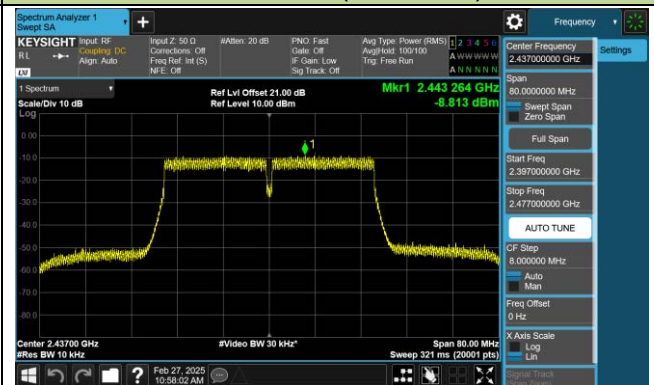 Spectrum Analyzer 1
Swept SA
Frequency
KEYSIGHT
RL
LXI
Input: RF
Coupling: DC
Align: Auto
Input Z: 50 Ω
Corrections: Off
Freq Ref: Int (S)
NFE: Off
#Atten: 20 dB
PNO: Fast
Gate: Off
IF Gain: Low
Sig Track: Off
Avg Type: Power (RMS)
Avg|Hold: 100/100
Trig: Free Run
1 2 3 4 5 6
A W W W W W
A N N N N N
1 Spectrum
Scale/Div 10 dB
Log
Ref Lvl Offset 21.00 dB
Ref Level 10.00 dBm
Mkr1 2.443 264 GHz
-8.813 dBm
1
0.00
-10.0
-20.0
-30.0
-40.0
-50.0
-60.0
-70.0
-80.0
Center 2.43700 GHz
#Res BW 10 kHz
#Video BW 30 kHz*
Span 80.00 MHz
Sweep 321 ms (20001 pts)
Feb 27, 2025
10:58:02 AM
Center Frequency
2.437000000 GHz
Span
80.0000000 MHz
Swept Span
Zero Span
Full Span
Start Freq
2.397000000 GHz
Stop Freq
2.477000000 GHz
AUTO TUNE
CF Step
8.000000 MHz
Auto
Man
Freq Offset
0 Hz
X Axis Scale
Log
Lin
Signal Track
Settings